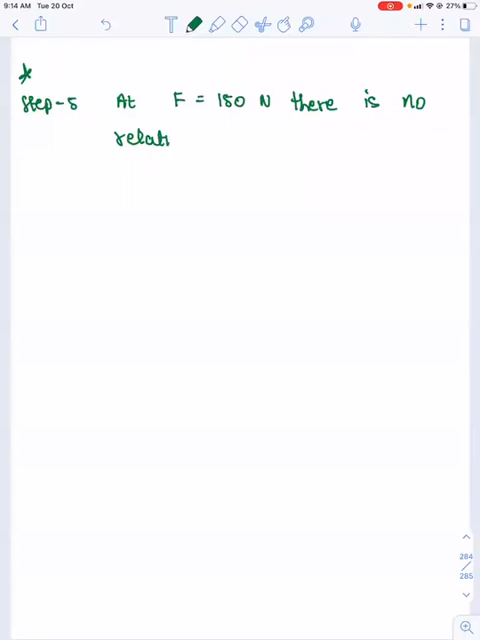 9:14 AM Tue 20 Oct
27%
*
Step-5 At F = 150 N there is no
relati
284
/
285